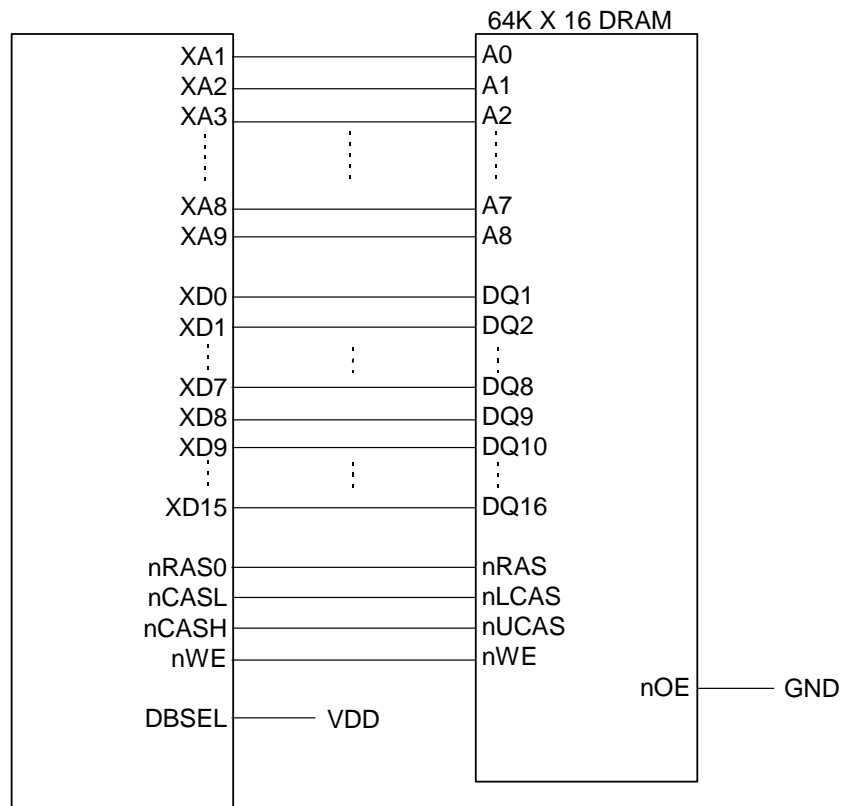 64K X 16 DRAM
XA1 A0
XA2 A1
XA3 A2
XA8 A7
XA9 A8
XD0 DQ1
XD1 DQ2
XD7 DQ8
XD8 DQ9
XD9 DQ10
XD15 DQ16
nRAS0 nRAS
nCASL nLCAS
nCASH nUCAS
nWE nWE
nOE GND
DBSEL VDD